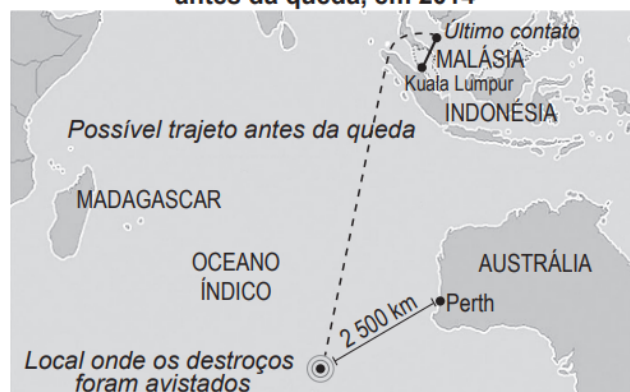 antes da queda, em 2014
Último contato
MALÁSIA
Kuala Lumpur
INDONÉSIA
Possível trajeto antes da queda
MADAGASCAR
OCEANO
ÍNDICO
AUSTRÁLIA
Perth
2 500 km
Local onde os destroços
foram avistados